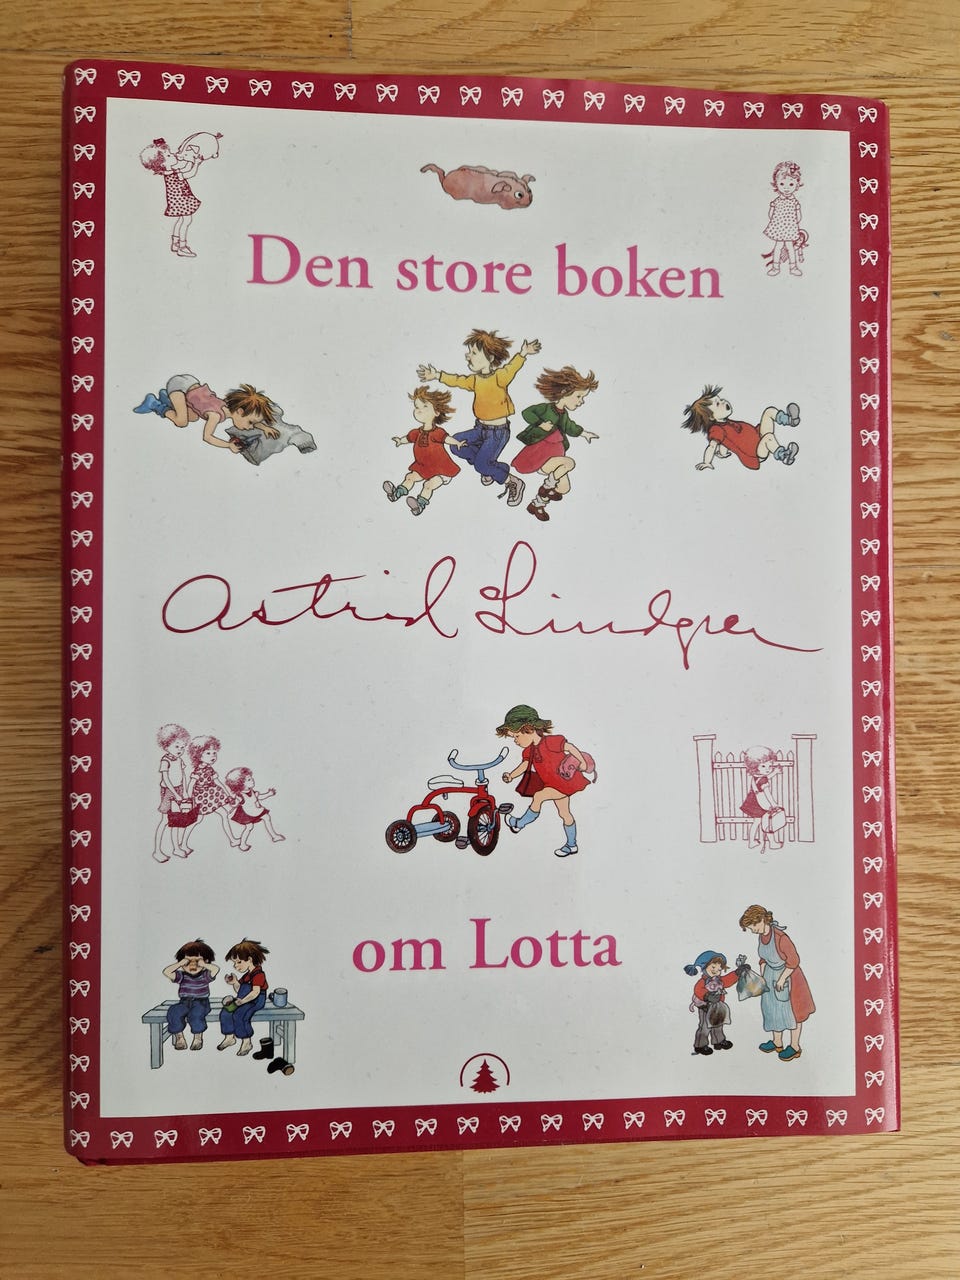 Den store boken
Astrid Lindgren
om Lotta